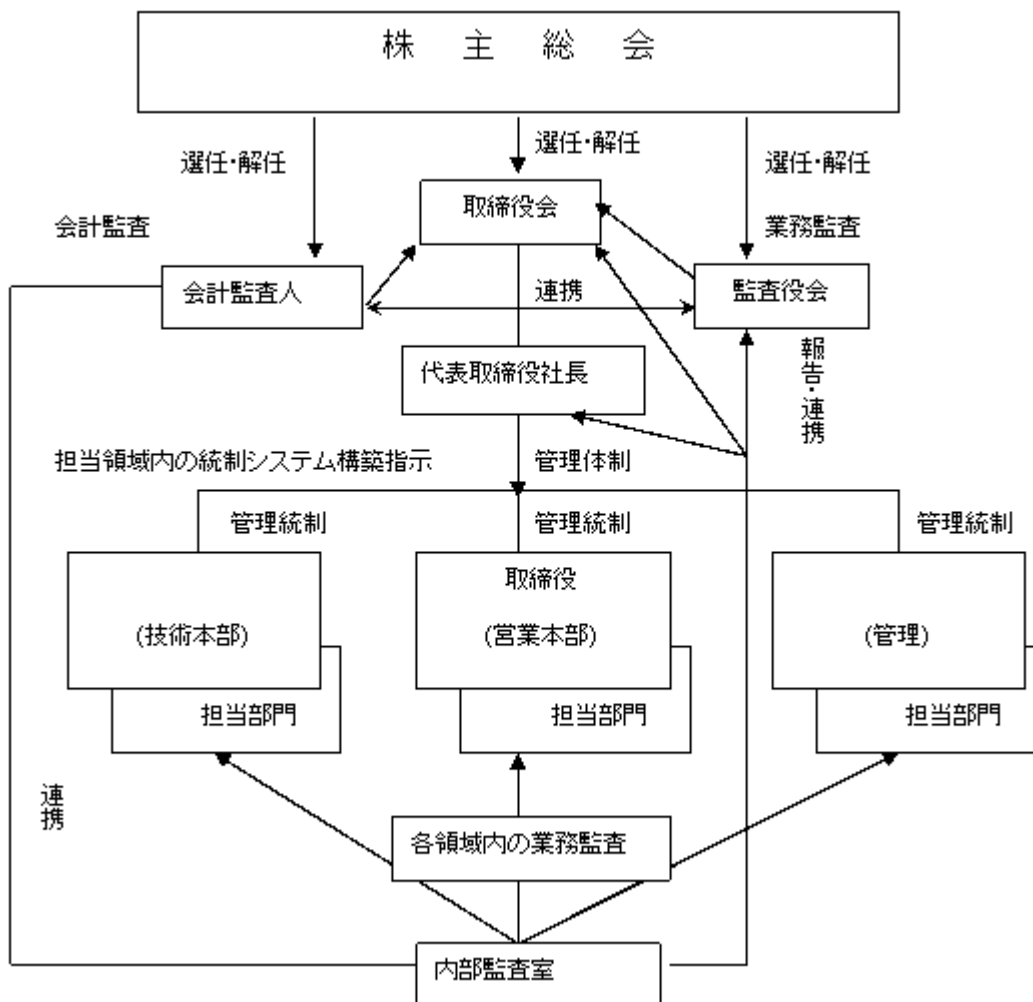 株主総会
選任・解任
選任・解任
選任・解任
取締役会
会計監査
業務監査
会計監査人
連携
監査役会
代表取締役社長
報告・連携
担当領域内の統制システム構築指示
管理体制
管理統制
管理統制
管理統制
取締役
(技術本部)
(営業本部)
(管理)
担当部門
担当部門
担当部門
連携
各領域内の業務監査
内部監査室